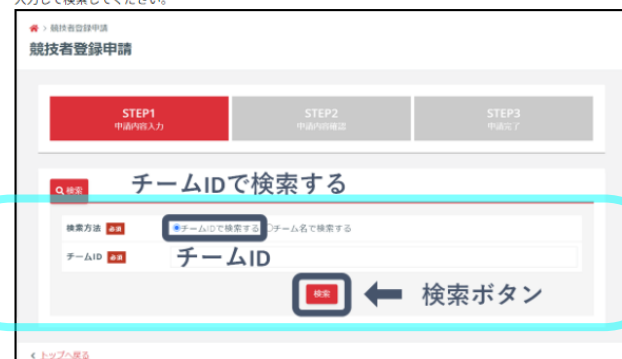 入力して検索してください。
> 競技者登録申請
競技者登録申請
STEP1
申請内容入力
STEP2
申請内容確認
STEP3
申請完了
検索
チームIDで検索する
検索方法 必須 チームIDで検索する チーム名で検索する
チームID 必須 チームID
検索 検索ボタン
< トップへ戻る